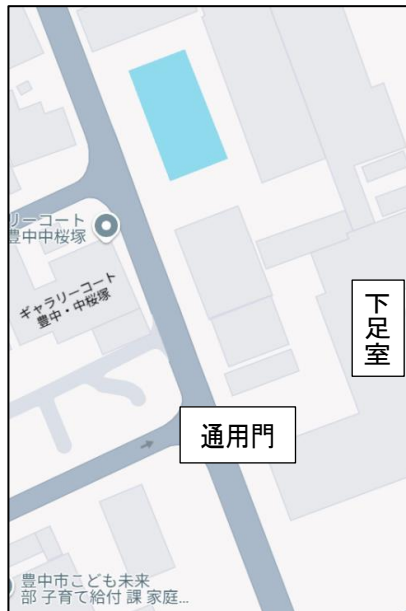 リーコート
豊中中桜塚
ギャラリーコート
豊中・中桜塚
下足室
通用門
豊中市こども未来
部 子育て給付 課 家庭...